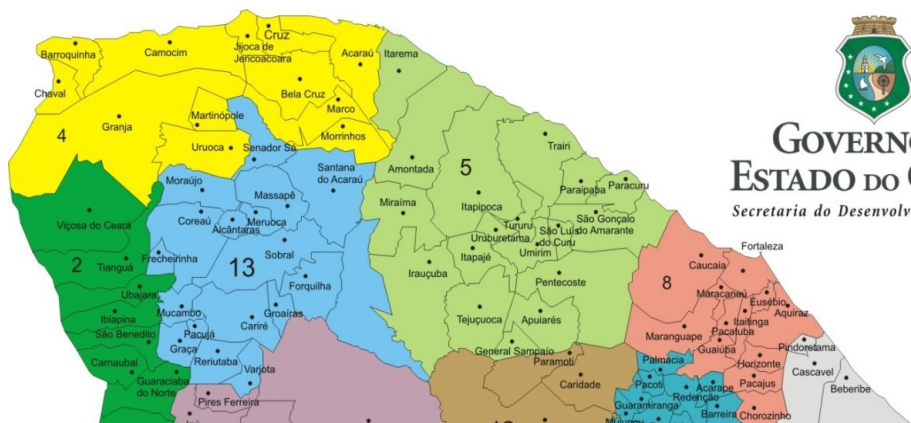 Cruz
Barroquinha
Camocim
Jijoca de
Jericoacoara
Acaraú
Itarema
Chaval
Bela Cruz
Marco
Granja
Martinópole
Morrinhos
4
Uruoca
Senador Sá
Trairi
Amontada
5
Santana
do Acaraú
Moraújo
Massapê
Paraipaba
Paracuru
Itapipoca
Miraíma
Viçosa do Ceará
Coreaú
Meruoca
Alcântaras
São Gonçalo
do Amarante
Tururu
São Luís
do Curu
Uruburetama
Umirim
Sobral
Frecheirinha
Itapajé
Fortaleza
2
Tianguá
13
Irauçuba
Caucaia
Forquilha
Pentecoste
8
Ubajara
Maracanaú
Eusébio
Ibiapina
Mucambo
Groaíras
Cariré
Tejuçuoca
Apuiarés
Itaitinga
Aquiraz
Pacatuba
Maranguape
São Benedito
Pacujá
Graça
Reriutaba
General Sampaio
Guaiúba
Pindoretama
Paramoti
Palmácia
Horizonte
Carnaubal
Guaraciaba
do Norte
Varjota
Caridade
Pacoti
Acarape
Redenção
Pacajus
Cascavel
Beberibe
Pires Ferreira
Guaramiranga
Barreira
Chorozinho
GOVERNO
ESTADO DO
Secretaria do Desenvolv